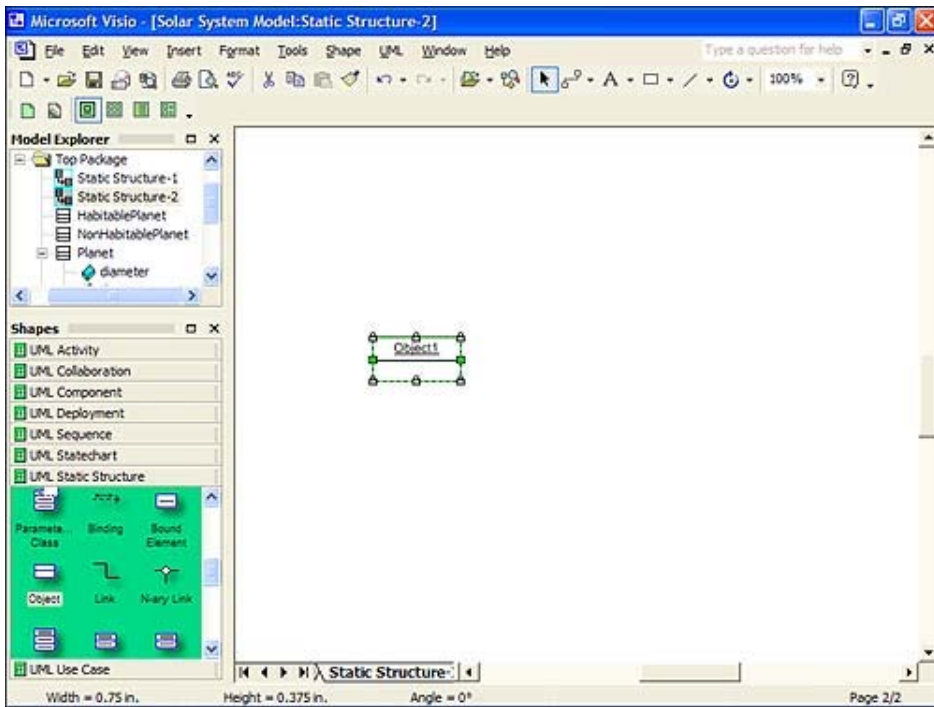 Microsoft Visio - [Solar System Model:Static Structure-2]
File Edit View Insert Format Tools Shape UML Window Help Type a question for help
100%
Model Explorer
Top Package
Static Structure-1
Static Structure-2
HabitablePlanet
NonHabitablePlanet
Planet
diameter
Shapes
UML Activity
UML Collaboration
UML Component
UML Deployment
UML Sequence
UML Statechart
UML Static Structure
Paramete... Binding Bound
Class Element
Object Link N-ary Link
UML Use Case
Object1
Static Structure-
Width = 0.75 in. Height = 0.375 in. Angle = 0° Page 2/2